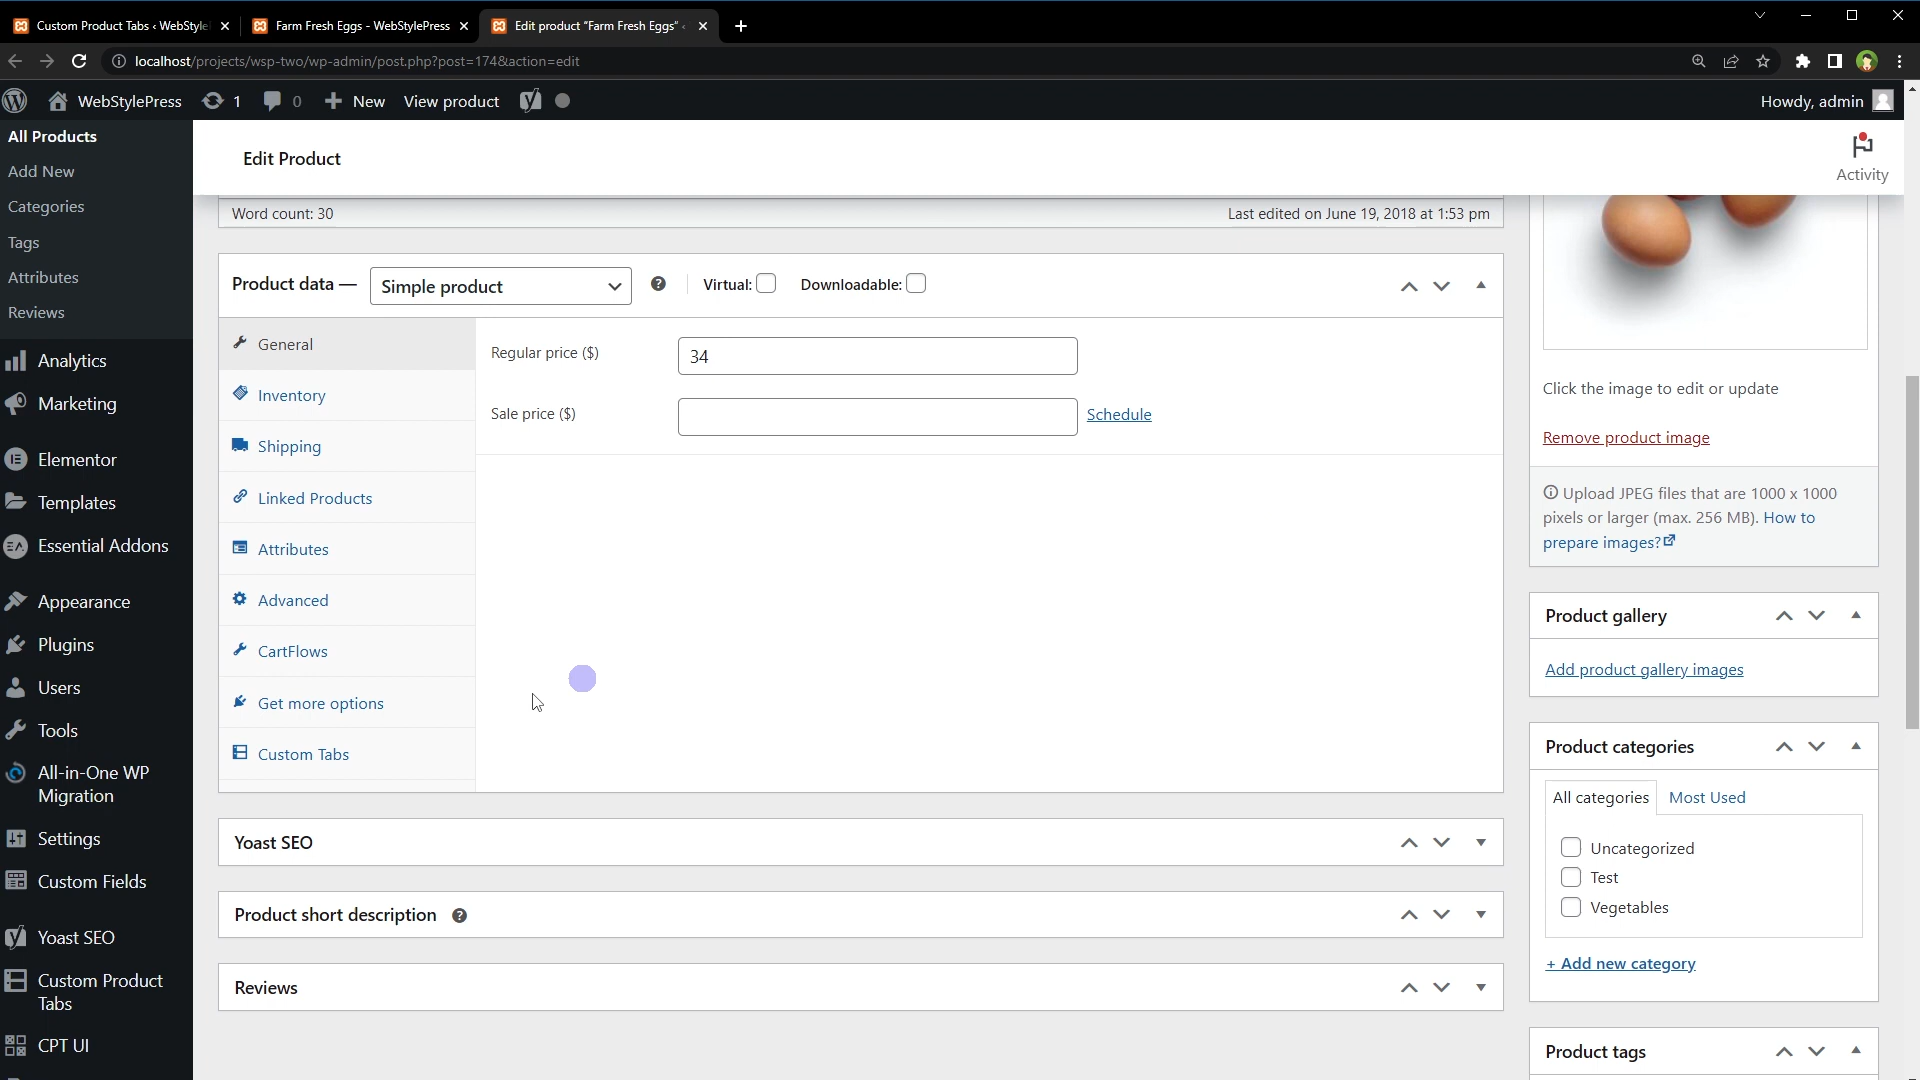 Custom Product Tabs ‹ WebStyle
Farm Fresh Eggs - WebStylePress
Edit product “Farm Fresh Eggs” ‹
localhost/projects/wsp-two/wp-admin/post.php?post=174&action=edit
WebStylePress
1
0
New
View product
Howdy, admin
All Products
Add New
Categories
Tags
Attributes
Reviews
Analytics
Marketing
Elementor
Templates
Essential Addons
Appearance
Plugins
Users
Tools
All-in-One WP
Migration
Settings
Custom Fields
Yoast SEO
Custom Product
Tabs
CPT UI
Edit Product
Activity
Word count: 30
Last edited on June 19, 2018 at 1:53 pm
Product data —
Simple product
Virtual:
Downloadable:
General
Inventory
Shipping
Linked Products
Attributes
Advanced
CartFlows
Get more options
Custom Tabs
Regular price ($)
34
Sale price ($)
Schedule
Yoast SEO
Product short description
Reviews
Click the image to edit or update
Remove product image
Upload JPEG files that are 1000 x 1000
pixels or larger (max. 256 MB). How to
prepare images?
Product gallery
Add product gallery images
Product categories
All categories
Most Used
Uncategorized
Test
Vegetables
+ Add new category
Product tags